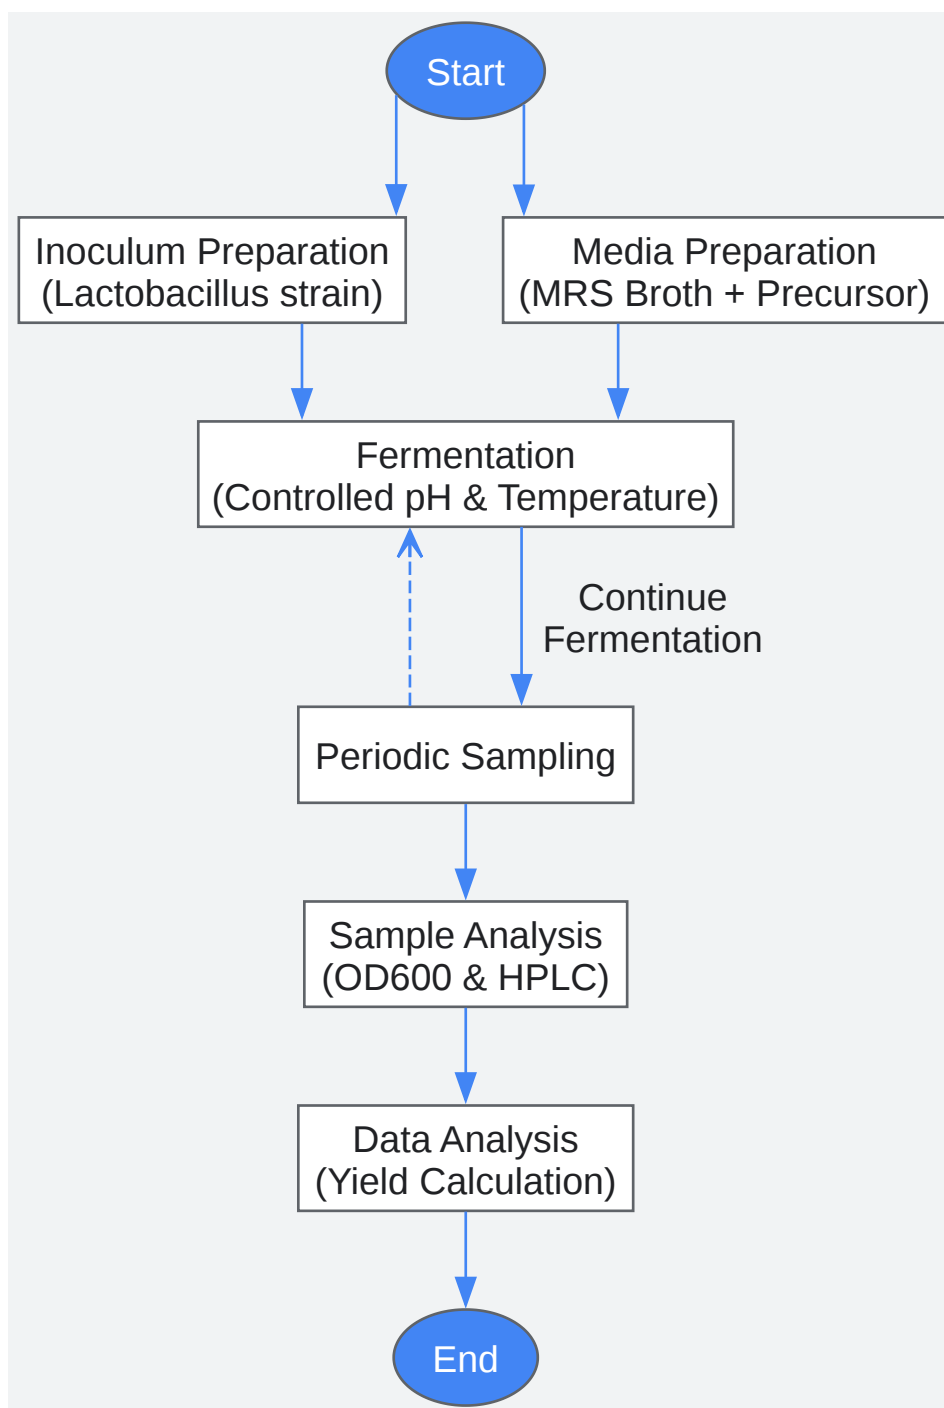 Start
Inoculum Preparation
(Lactobacillus strain)
Media Preparation
(MRS Broth + Precursor)
Fermentation
(Controlled pH & Temperature)
Continue
Fermentation
Periodic Sampling
Sample Analysis
(OD600 & HPLC)
Data Analysis
(Yield Calculation)
End